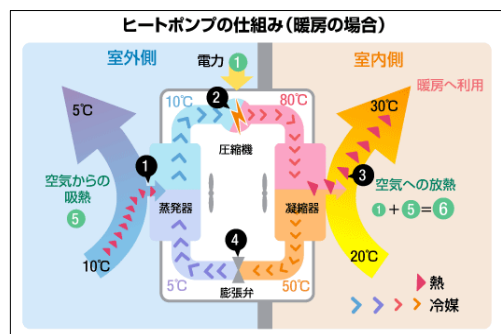 ヒートポンプの仕組み（暖房の場合）
室外側
電力 1
室内側
5℃
10℃
2
80℃
暖房へ利用
30℃
圧縮機
1
3
空気からの
吸熱
5
蒸発器
凝縮器
空気への放熱
1+5=6
4
10℃
20℃
5℃
膨張弁
50℃
熱
冷媒